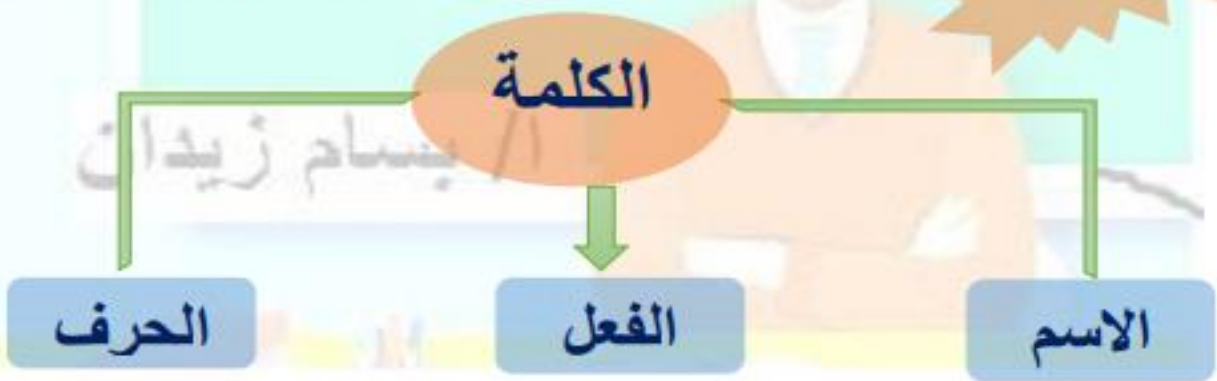 الكلمة
ا/ بسام زيدان
الاسم
الفعل
الحرف